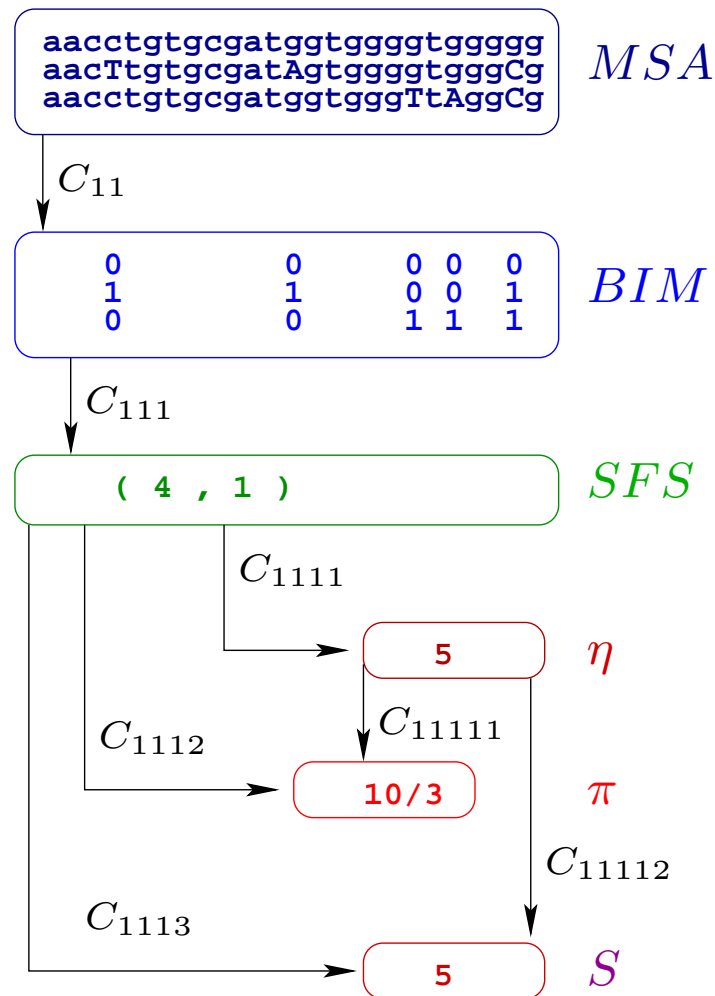 aacctgtgcgatggtggggtggggg MSA
aacTtgtgcgatAgtggggtgggCg
aacctgtgcgatggtgggTtAggCg
C₁₁
0 0 0 0 0
1 1 0 0 1 BIM
0 0 1 1 1
C₁₁₁
( 4 , 1 ) SFS
C₁₁₁₁
5 η
C₁₁₁₁₁
C₁₁₁₂
10/3 π
C₁₁₁₁₂
C₁₁₁₃
5 S